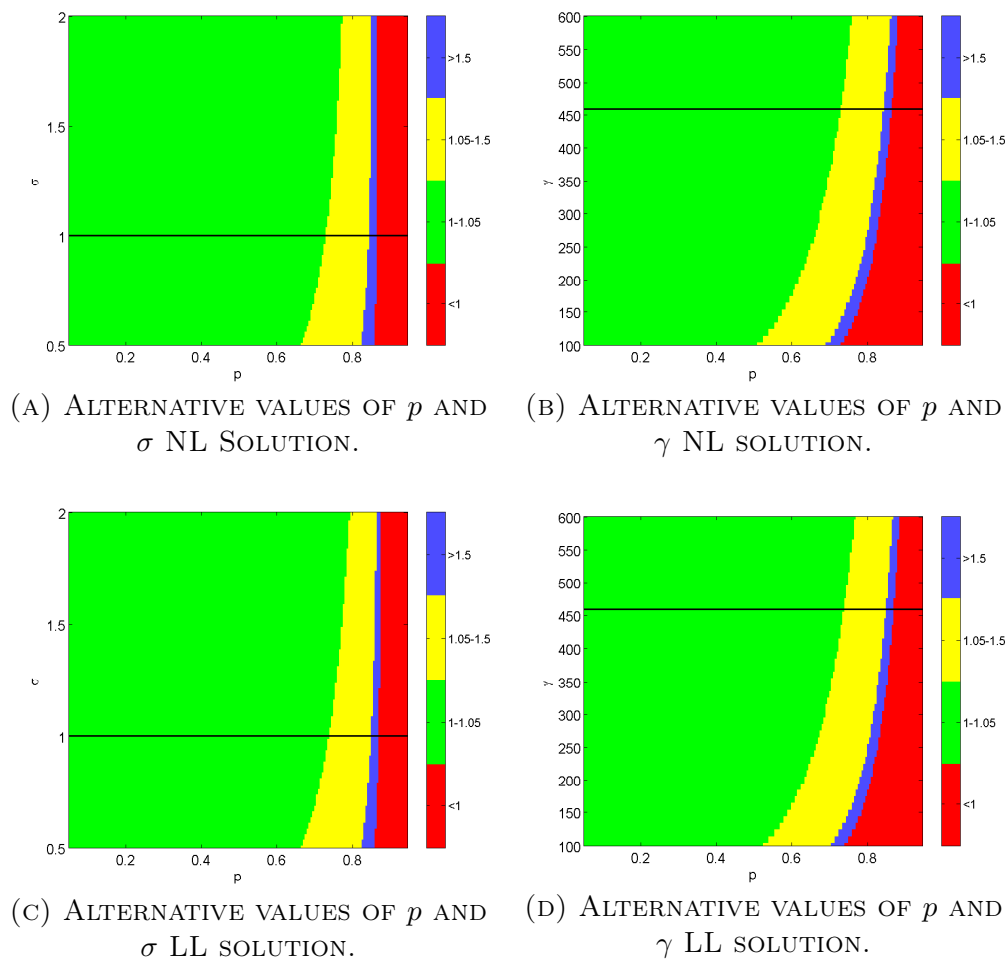 2
1.5
1
0.5
σ
0.2 0.4 0.6 0.8
p
>1.5
1.05-1.5
1-1.05
<1
600
550
500
450
400
350
300
250
200
150
100
γ
0.2 0.4 0.6 0.8
p
>1.5
1.05-1.5
1-1.05
<1
(A) Alternative values of p and
σ NL Solution.
(B) Alternative values of p and
γ NL solution.
2
1.5
1
0.5
σ
0.2 0.4 0.6 0.8
p
>1.5
1.05-1.5
1-1.05
<1
600
550
500
450
400
350
300
250
200
150
100
γ
0.2 0.4 0.6 0.8
p
>1.5
1.05-1.5
1-1.05
<1
(C) Alternative values of p and
σ LL solution.
(D) Alternative values of p and
γ LL solution.